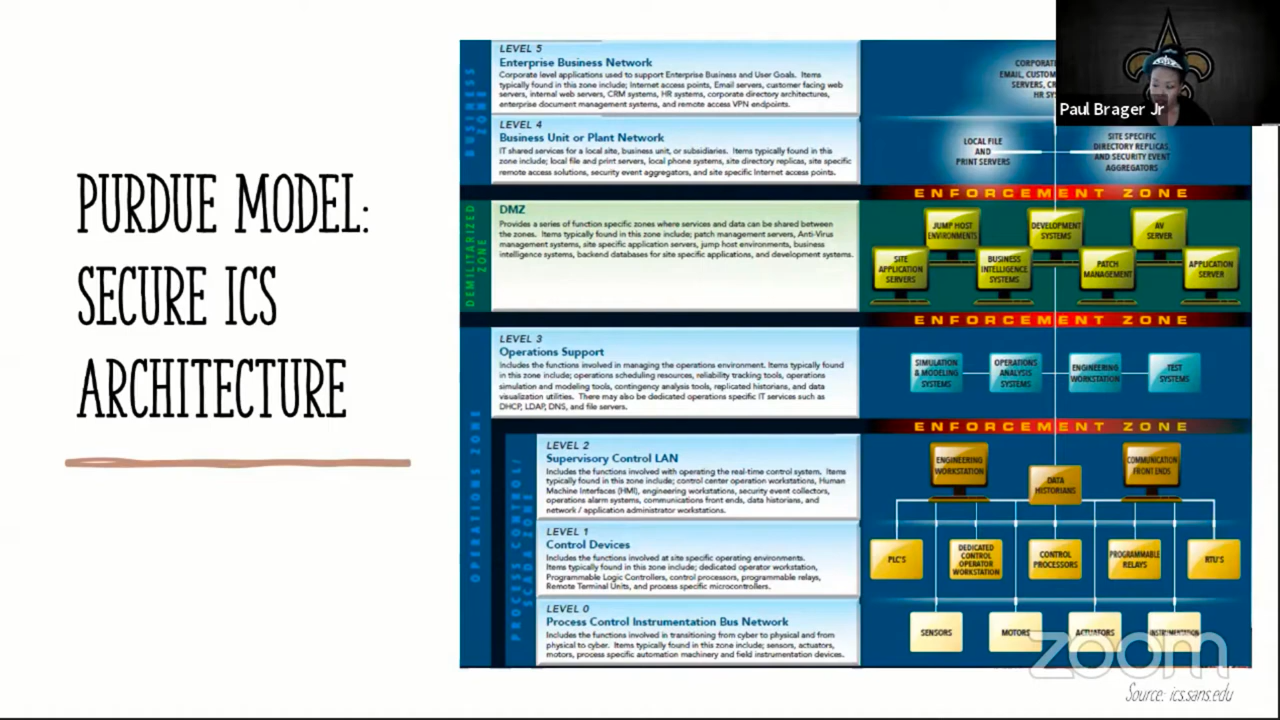 PURDUE MODEL:
SECURE ICS
ARCHITECTURE
BUSINESS
ZONE
LEVEL 5
Enterprise Business Network
Corporate level applications used to support Enterprise Business and User Goals. Items
typically found in this zone include; Internet access points, Email servers, customer facing web
servers, internal web servers, CRM systems, HR systems, corporate directory architectures,
enterprise document management systems, and remote access VPN endpoints.
LEVEL 4
Business Unit or Plant Network
IT shared services for a local site, business unit, or subsidiaries. Items typically found in this
zone include; local file and print servers, local phone systems, site directory replicas, site specific
remote access solutions, security event aggregators, and site specific Internet access points.
DEMILITARIZED
ZONE
DMZ
Provides a series of function specific zones where services and data can be shared between
the zones. Items typically found in this zone include; patch management servers, Anti-Virus
management systems, site specific application servers, jump host environments, business
intelligence systems, backend databases for site specific applications, and development systems.
OPERATIONS ZONE
LEVEL 3
Operations Support
Includes the functions involved in managing the operations environment. Items typically found
in this zone include; operations scheduling resources, reliability tracking tools, operations
simulation and modeling tools, contingency analysis tools, replicated historians, and data
visualization utilities. There may also be dedicated operations specific IT services such as
DHCP, LDAP, DNS, and file servers.
PROCESS CONTROL/
SCADA ZONE
LEVEL 2
Supervisory Control LAN
Includes the functions involved with operating the real-time control system. Items
typically found in this zone include; control center operation workstations, Human
Machine Interfaces (HMI), engineering workstations, security event collectors,
operations alarm systems, communications front ends, data historians, and
network / application administrator workstations.
LEVEL 1
Control Devices
Includes the functions involved at site specific operating environments.
Items typically found in this zone include; dedicated operator workstation,
Programmable Logic Controllers, control processors, programmable relays,
Remote Terminal Units, and process specific microcontrollers.
LEVEL 0
Process Control Instrumentation Bus Network
Includes the functions involved in transitioning from cyber to physical and from
physical to cyber. Items typically found in this zone include; sensors, actuators,
motors, process specific automation machinery and field instrumentation devices.
CORPORATE
EMAIL, CUSTOM
SERVERS, CR
HR SY
Paul Brager Jr
LOCAL FILE
AND
PRINT SERVERS
SITE SPECIFIC
DIRECTORY REPLICAS,
AND SECURITY EVENT
AGGREGATORS
ENFORCEMENT ZONE
JUMP HOST
ENVIRONMENTS
DEVELOPMENT
SYSTEMS
AV
SERVER
SITE
APPLICATION
SERVERS
BUSINESS
INTELLIGENCE
SYSTEMS
PATCH
MANAGEMENT
APPLICATION
SERVER
ENFORCEMENT ZONE
SIMULATION
& MODELING
SYSTEMS
OPERATIONS
ANALYSIS
SYSTEMS
ENGINEERING
WORKSTATION
TEST
SYSTEMS
ENFORCEMENT ZONE
ENGINEERING
WORKSTATION
DATA
HISTORIANS
COMMUNICATION
FRONT ENDS
PLC'S
DEDICATED
CONTROL
OPERATOR
WORKSTATION
CONTROL
PROCESSORS
PROGRAMMABLE
RELAYS
RTU'S
SENSORS
MOTORS
ACTUATORS
INSTRUMENTATION
zoom
Source: ics.sans.edu